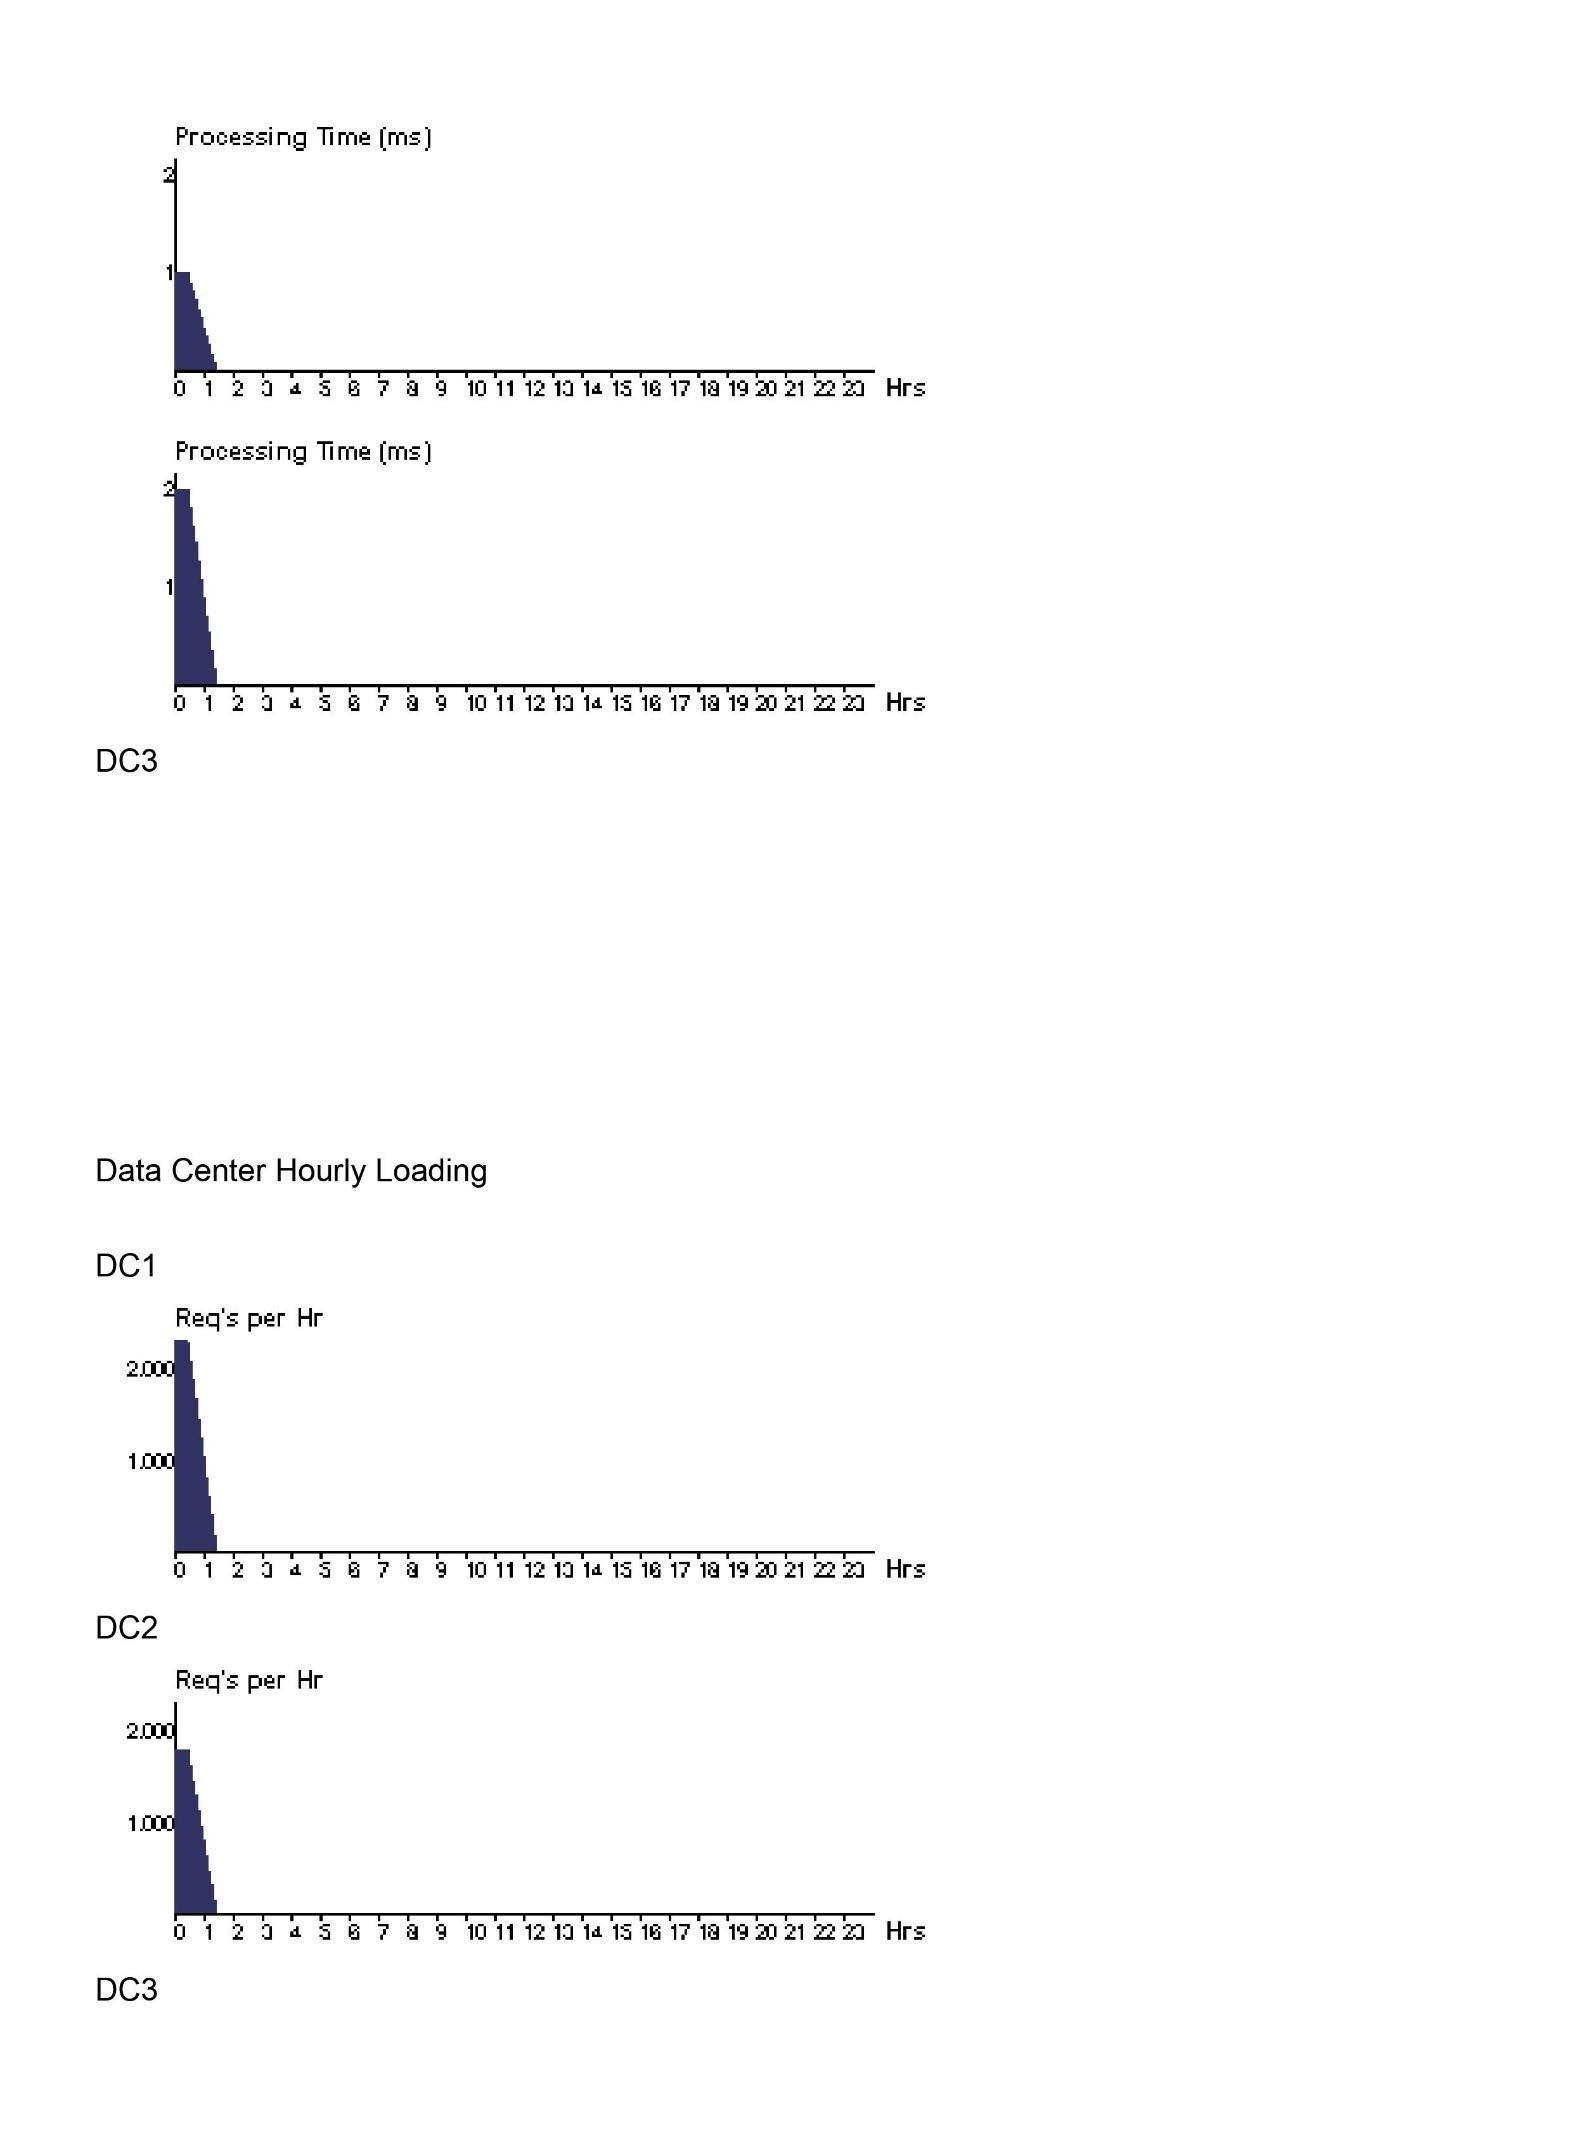 Processing Time (ms)
2
1
0 1 2 3 4 5 6 7 8 9 10 11 12 13 14 15 16 17 18 19 20 21 22 23 Hrs
Processing Time (ms)
2
1
0 1 2 3 4 5 6 7 8 9 10 11 12 13 14 15 16 17 18 19 20 21 22 23 Hrs
DC3
Data Center Hourly Loading
DC1
Req's per Hr
2.000
1.000
0 1 2 3 4 5 6 7 8 9 10 11 12 13 14 15 16 17 18 19 20 21 22 23 Hrs
DC2
Req's per Hr
2.000
1.000
0 1 2 3 4 5 6 7 8 9 10 11 12 13 14 15 16 17 18 19 20 21 22 23 Hrs
DC3